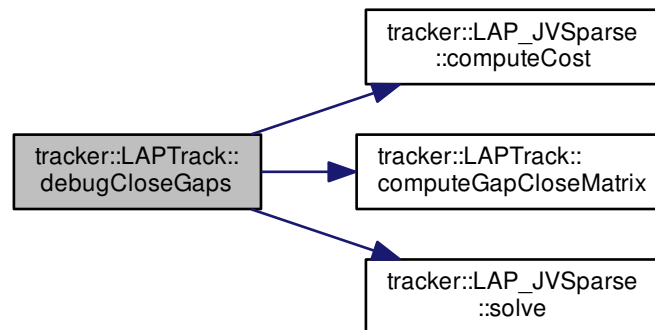 tracker::LAPTrack::
debugCloseGaps
tracker::LAP_JVSparse
::computeCost
tracker::LAPTrack::
computeGapCloseMatrix
tracker::LAP_JVSparse
::solve